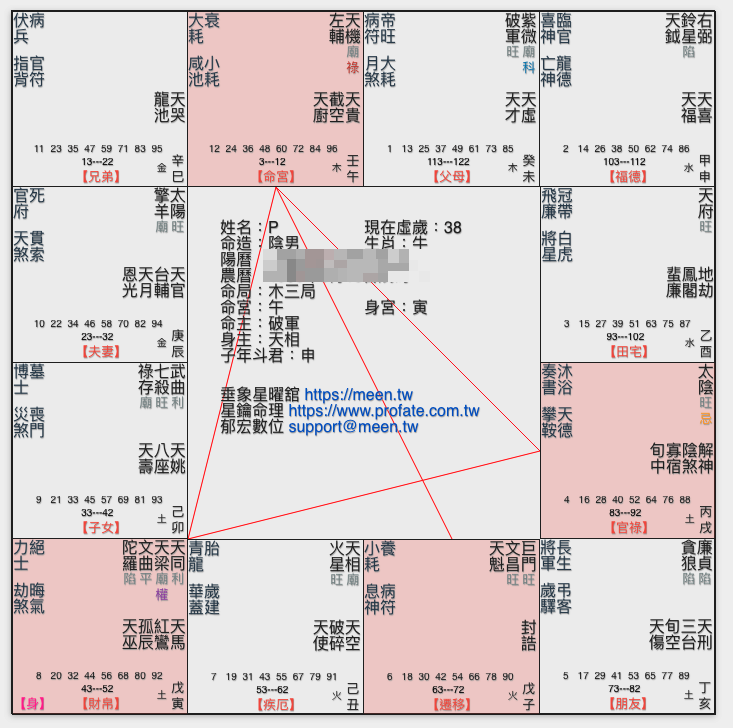 伏 病
兵
指 官
背 符
龍 天
池 哭
11 23 35 47 59 71 83 95
13---22
【兄弟】
金
辛
巳
大 衰
耗
咸 小
池 耗
左 天
輔 機
廟
祿
天 截 天
廚 空 貴
12 24 36 48 60 72 84 96
3---12
【命宮】
木
壬
午
病 帝
符 旺
月 大
煞 耗
破 紫
軍 微
旺 廟
科
天 天
才 虛
1 13 25 37 49 61 73 85
113---122
【父母】
木
癸
未
喜 臨
神 官
亡 龍
神 德
天 鈴 右
鉞 星 弼
陷
天 天
福 喜
2 14 26 38 50 62 74 86
103---112
【福德】
水
甲
申
官 死
府
天 貫
煞 索
擎 太
羊 陽
廟 旺
恩 天 台 天
光 月 輔 官
10 22 34 46 58 70 82 94
23---32
【夫妻】
金
庚
辰
姓名：P
現在虛歲：38
命造：陰男
生肖：牛
陽曆
農曆
命局：木三局
命宮：午
身宮：寅
命主：破軍
身主：天相
子年斗君：申
垂象星曜舘 https://meen.tw
星鑰命理 https://www.profate.com.tw
郁宏數位 support@meen.tw
飛 冠
廉 帶
將 白
星 虎
天
府
旺
蜚 鳳 地
廉 閣 劫
3 15 27 39 51 63 75 87
93---102
【田宅】
水
乙
酉
博 墓
士
災 喪
煞 門
祿 七 武
存 殺 曲
廟 旺 利
天 八 天
壽 座 姚
9 21 33 45 57 69 81 93
33---42
【子女】
土
己
卯
奏 沐
書 浴
攀 天
鞍 德
太
陰
旺
忌
旬 寡 陰 解
中 宿 煞 神
4 16 28 40 52 64 76 88
83---92
【官祿】
土
丙
戌
力 絕
士
劫 晦
煞 氣
陀 文 天 天
羅 曲 梁 同
陷 平 廟 利
權
天 孤 紅 天
巫 辰 鸞 馬
8 20 32 44 56 68 80 92
43---52
【身】
【財帛】
土
戊
寅
青 胎
龍
華 歲
蓋 建
火 天
星 相
旺 廟
天 破 天
使 碎 空
7 19 31 43 55 67 79 91
53---62
【疾厄】
火
己
丑
小 養
耗
息 病
神 符
天 文 巨
魁 昌 門
旺 旺
封
誥
6 18 30 42 54 66 78 90
63---72
【遷移】
火
戊
子
將 長
軍 生
歲 弔
驛 客
貪 廉
狼 貞
陷 陷
天 旬 三 天
傷 空 台 刑
5 17 29 41 53 65 77 89
73---82
【朋友】
土
丁
亥